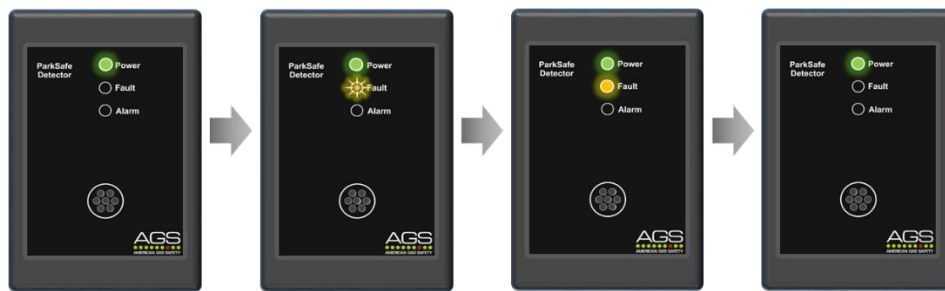 ParkSafe
Detector
Power
Fault
Alarm
AGS
AMERICAN GAS SAFETY
ParkSafe
Detector
Power
Fault
Alarm
AGS
AMERICAN GAS SAFETY
ParkSafe
Detector
Power
Fault
Alarm
AGS
AMERICAN GAS SAFETY
ParkSafe
Detector
Power
Fault
Alarm
AGS
AMERICAN GAS SAFETY